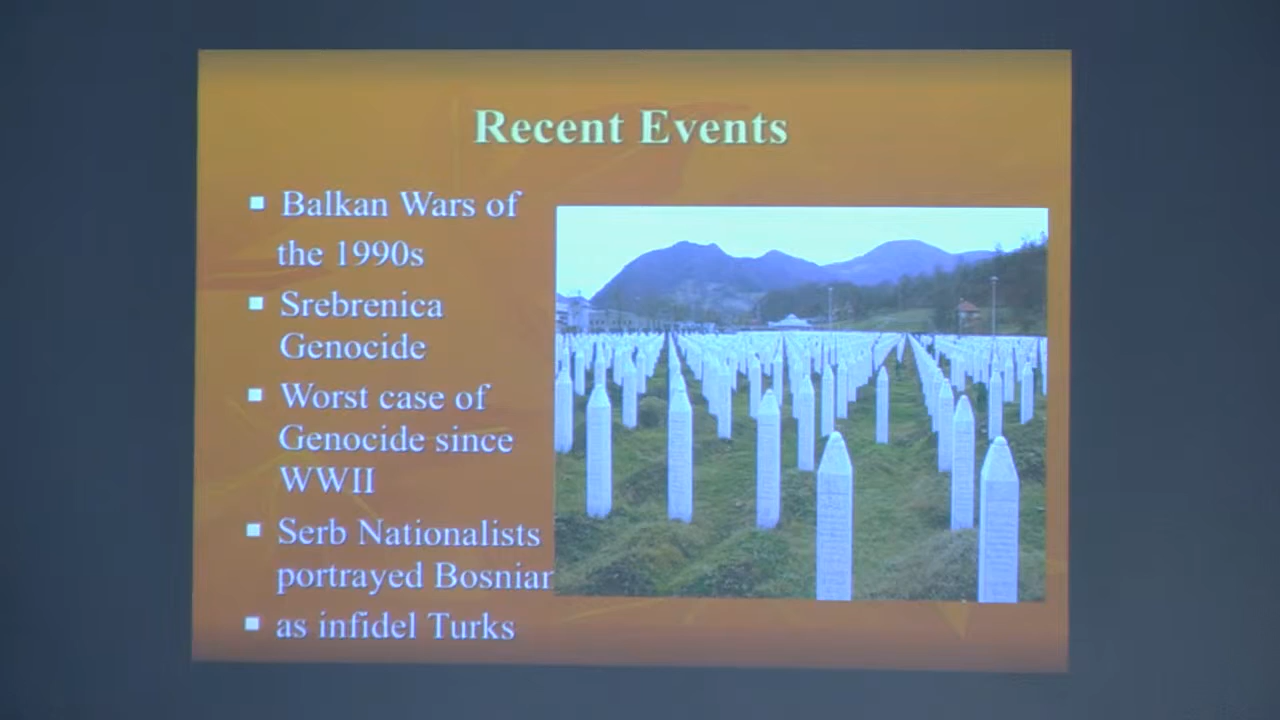 Recent Events
Balkan Wars of
the 1990s
Srebrenica
Genocide
Worst case of
Genocide since
WWII
Serb Nationalists
portrayed Bosnian
as infidel Turks